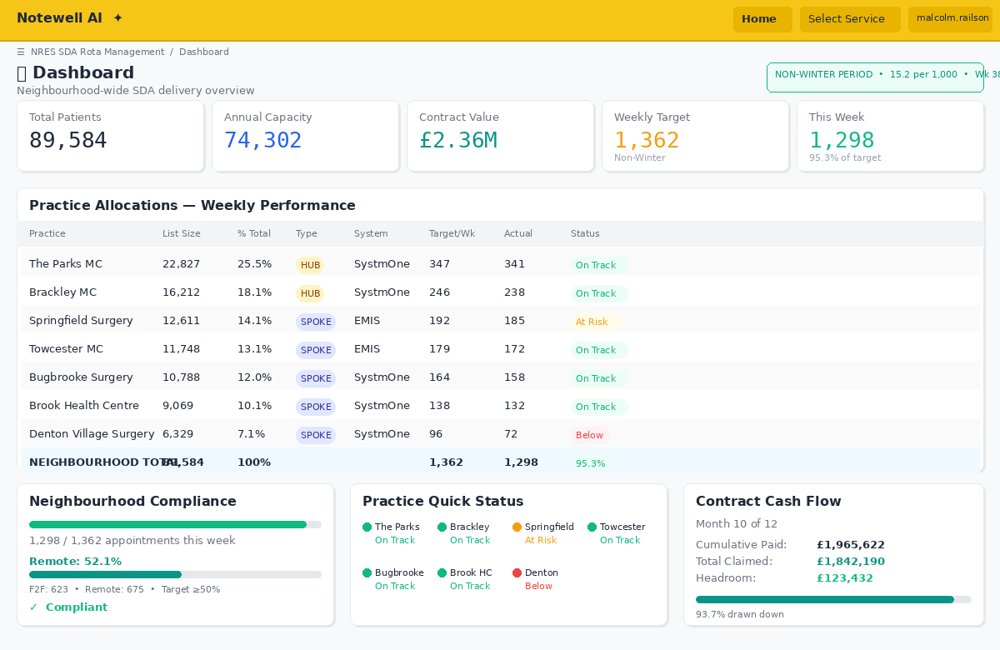 Notewell AI ✦ Home Select Service malcolm.railson
☰ NRES SDA Rota Management / Dashboard
Dashboard
Neighbourhood-wide SDA delivery overview
NON-WINTER PERIOD • 15.2 per 1,000 • Wk 38
Total Patients
89,584
Annual Capacity
74,302
Contract Value
£2.36M
Weekly Target
1,362
Non-Winter
This Week
1,298
95.3% of target
Practice Allocations — Weekly Performance
Practice List Size % Total Type System Target/Wk Actual Status
The Parks MC 22,827 25.5% HUB SystmOne 347 341 On Track
Brackley MC 16,212 18.1% HUB SystmOne 246 238 On Track
Springfield Surgery 12,611 14.1% SPOKE EMIS 192 185 At Risk
Towcester MC 11,748 13.1% SPOKE EMIS 179 172 On Track
Bugbrooke Surgery 10,788 12.0% SPOKE SystmOne 164 158 On Track
Brook Health Centre 9,069 10.1% SPOKE SystmOne 138 132 On Track
Denton Village Surgery 6,329 7.1% SPOKE SystmOne 96 72 Below
NEIGHBOURHOOD TOTAL 89,584 100% 1,362 1,298 95.3%
Neighbourhood Compliance
1,298 / 1,362 appointments this week
Remote: 52.1%
F2F: 623 • Remote: 675 • Target ≥50%
✓ Compliant
Practice Quick Status
The Parks Brackley Springfield Towcester
On Track On Track At Risk On Track
Bugbrooke Brook HC Denton
On Track On Track Below
Contract Cash Flow
Month 10 of 12
Cumulative Paid: £1,965,622
Total Claimed: £1,842,190
Headroom: £123,432
93.7% drawn down